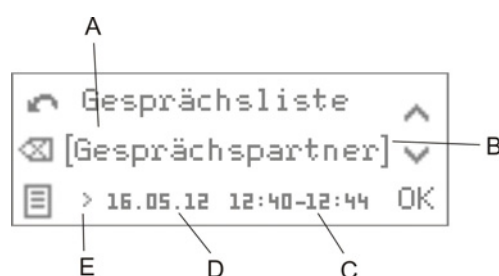 A
Gesprächsliste
[Gesprächspartner] B
> 16.05.12 12:40-12:44 OK
E D C